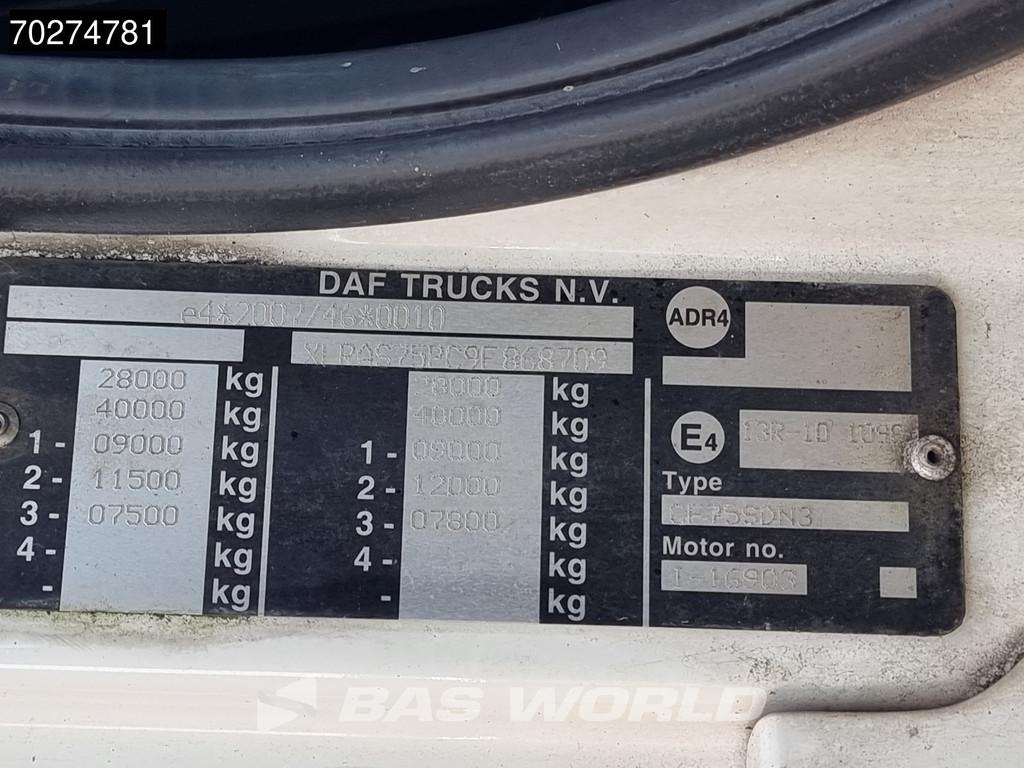 70274781
DAF TRUCKS N.V.
e4*2007/46*0010
XLRAS75PC9E868709
28000 kg 28000 kg
40000 kg 40000 kg
1 - 09000 kg 1 - 09000 kg
2 - 11500 kg 2 - 12000 kg
3 - 07500 kg 3 - 07800 kg
4 - kg 4 - kg
- kg - kg
ADR4
E4 13R-10
Type
CF75SDN3
Motor no.
BAS WORLD